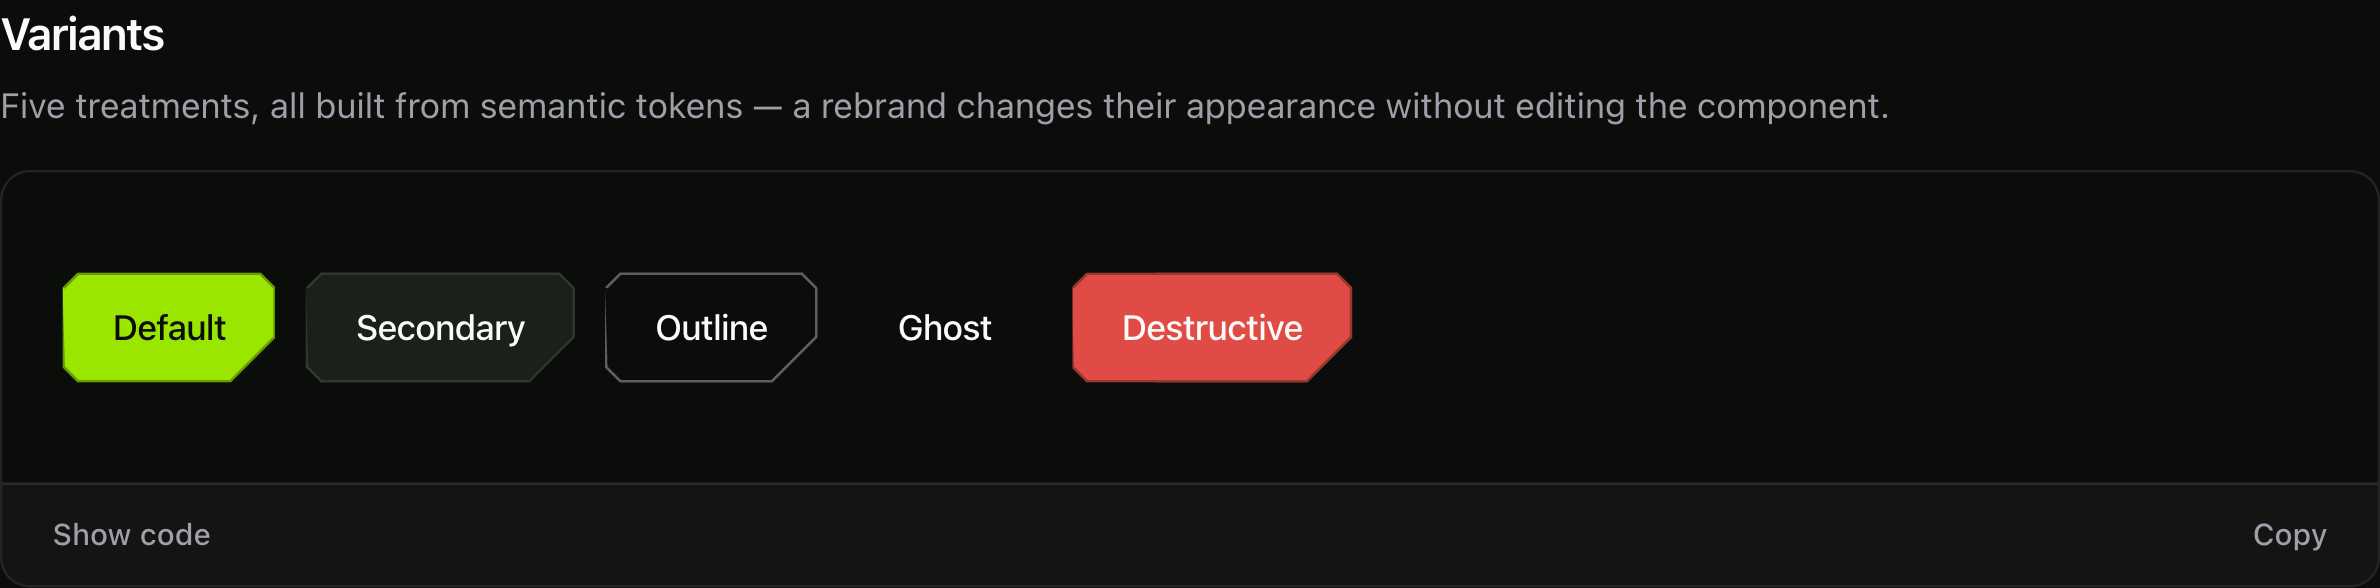 Variants
Five treatments, all built from semantic tokens — a rebrand changes their appearance without editing the component.
Default Secondary Outline Ghost Destructive
Show code Copy